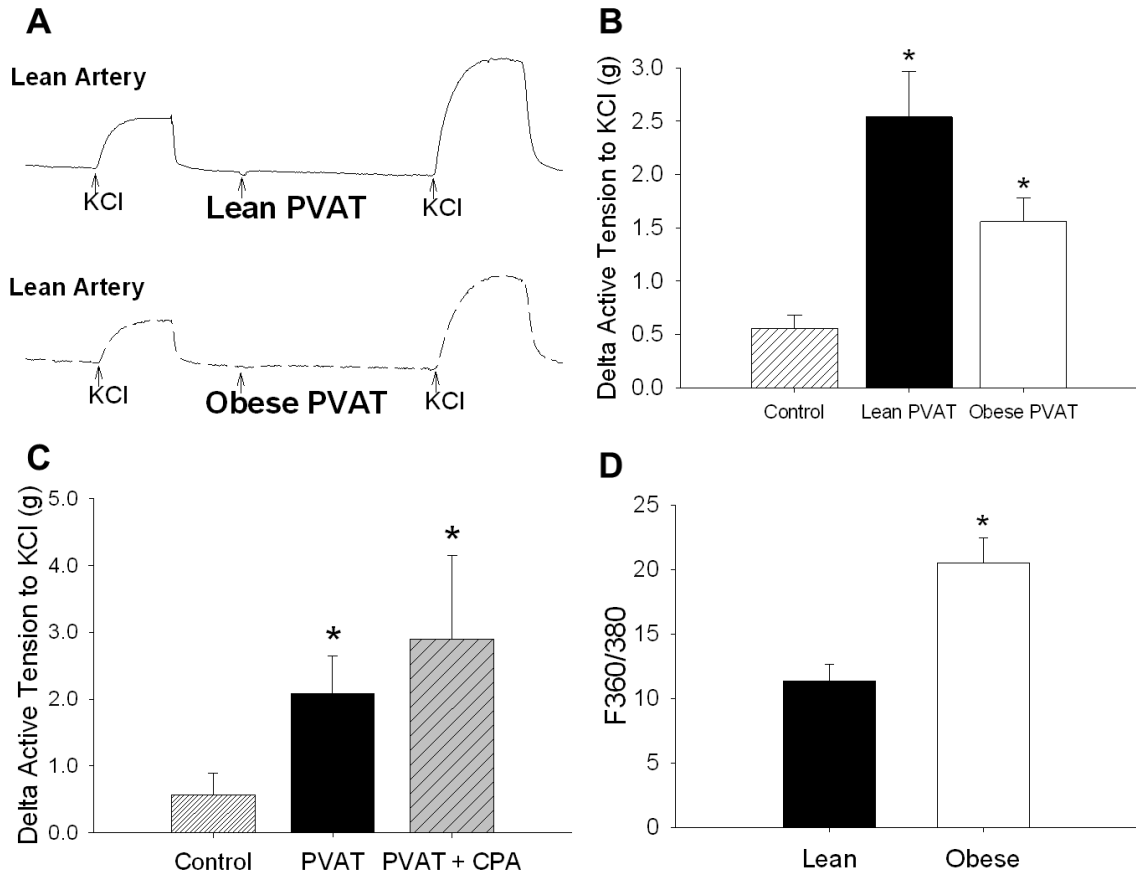 A
Lean Artery
KCl
Lean PVAT
KCl
Lean Artery
KCl
Obese PVAT
KCl
B
Delta Active Tension to KCl (g)
3.0
2.5
2.0
1.5
1.0
0.5
0.0
*
*
Control
Lean PVAT
Obese PVAT
C
Delta Active Tension to KCl (g)
5.0
4.0
3.0
2.0
1.0
0.0
*
*
Control
PVAT
PVAT + CPA
D
F360/380
25
20
15
10
5
0
*
Lean
Obese